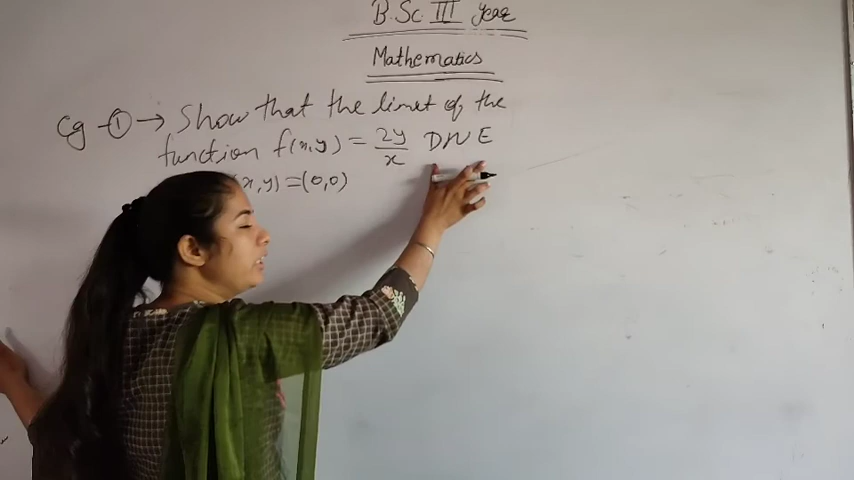 B.Sc. III year
Mathematics
Eg-① → Show that the limit of the
function f(x,y) = 2y/x DNE
(x,y) = (0,0)